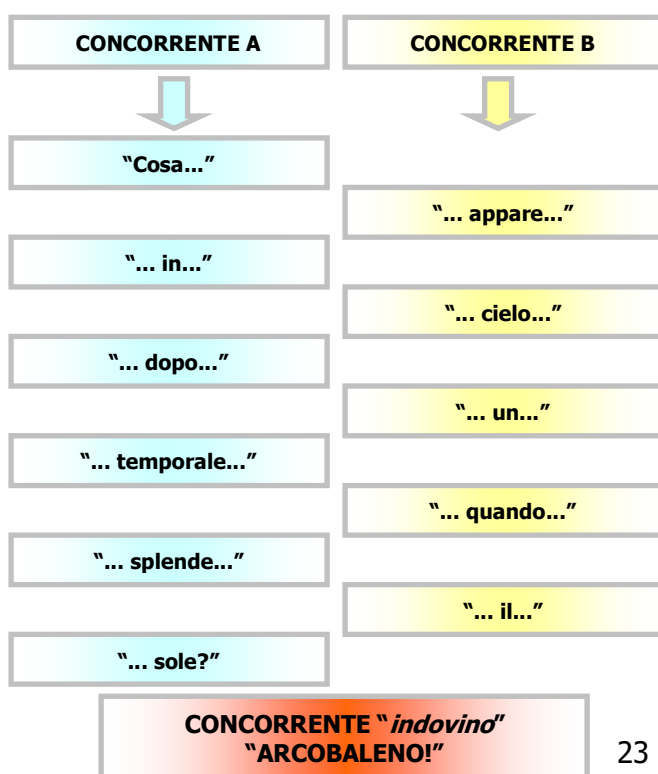 CONCORRENTE A
CONCORRENTE B
“Cosa...”
“... appare...”
“... in...”
“... cielo...”
“... dopo...”
“... un...”
“... temporale...”
“... quando...”
“... splende...”
“... il...”
“... sole?”
CONCORRENTE “indovino”
“ARCOBALENO!”
23